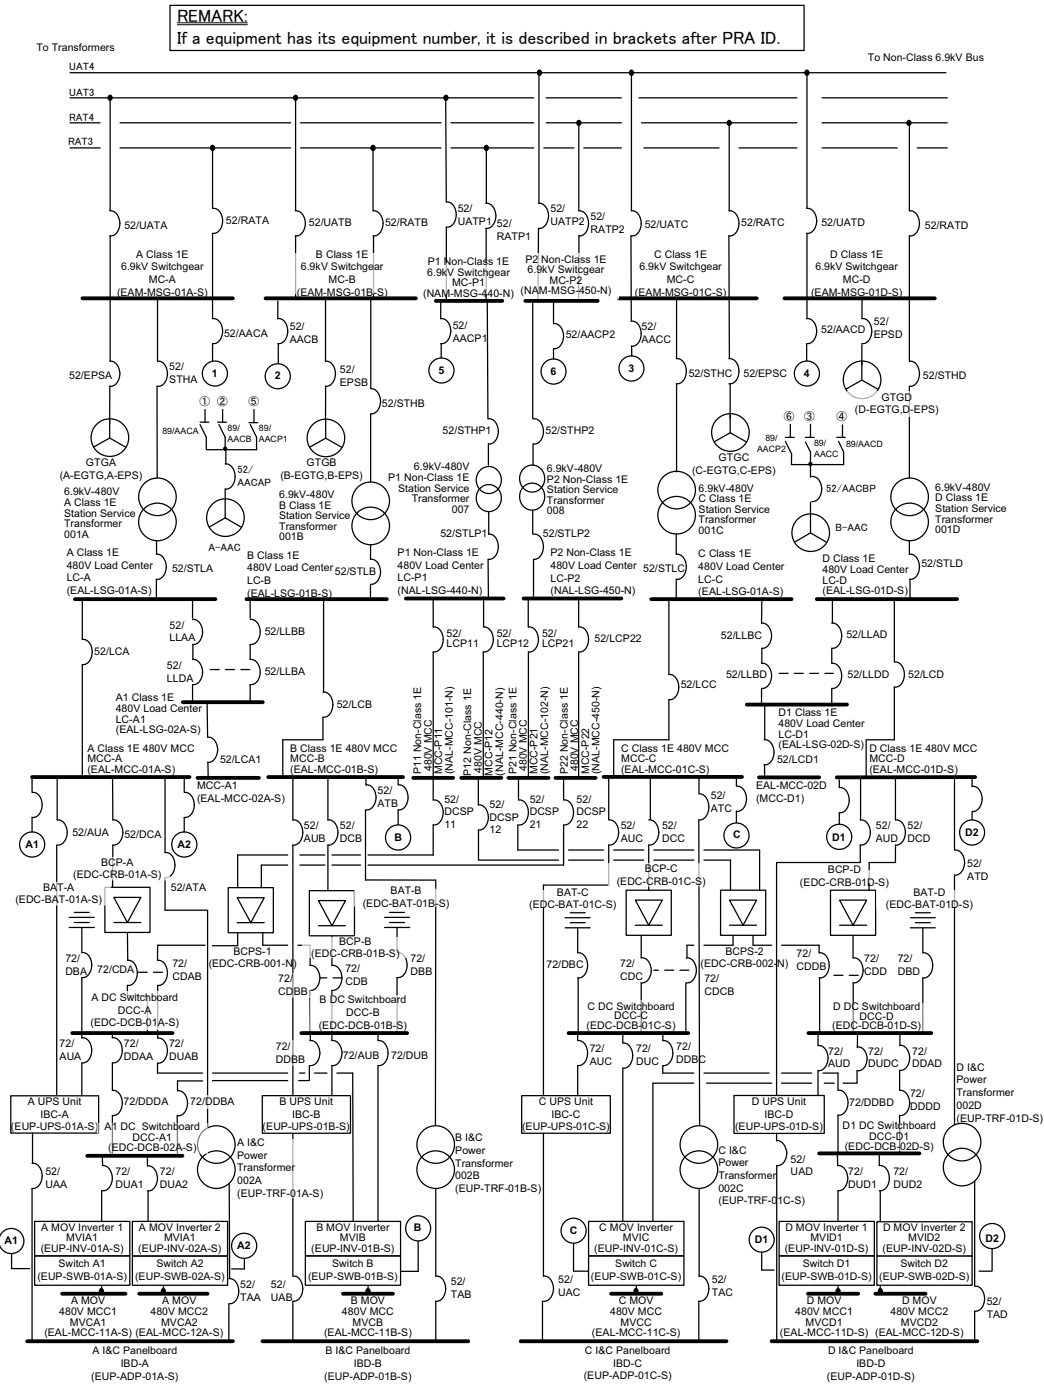 REMARK:
If a equipment has its equipment number, it is described in brackets after PRA ID.
To Transformers
To Non-Class 6.9kV Bus
UAT4
UAT3
RAT4
RAT3
52/UATA
52/RATA
52/UATB
52/RATB
52/
UATP1
52/
RATP1
52/
UATP2
52/
RATP2
52/UATC
52/RATC
52/UATD
52/RATD
A Class 1E
6.9kV Switchgear
MC-A
(EAM-MSG-01A-S)
B Class 1E
6.9kV Switchgear
MC-B
(EAM-MSG-01B-S)
P1 Non-Class 1E
6.9kV Switchgear
MC-P1
(NAM-MSG-440-N)
P2 Non-Class 1E
6.9kV Switchgear
MC-P2
(NAM-MSG-450-N)
C Class 1E
6.9kV Switchgear
MC-C
(EAM-MSG-01C-S)
D Class 1E
6.9kV Switchgear
MC-D
(EAM-MSG-01D-S)
52/AACA
52/
AACB
52/
AACP1
52/AACP2
52/
AACC
52/AACD
52/
EPSD
52/EPSA
52/
STHA
1
2
52/
EPSB
52/STHB
5
6
3
52/STHC
52/EPSC
4
52/STHD
① ② ⑤
89/AACA
89/
AACB
89/
AACP1
52/
AACAP
A-AAC
GTGA
(A-EGTG,A-EPS)
GTGB
(B-EGTG,B-EPS)
52/STHP1
52/STHP2
GTGC
(C-EGTG,C-EPS)
GTGD
(D-EGTG,D-EPS)
⑥ ③ ④
89/
AACP2
89/
AACC
89/AACD
52/AACBP
B-AAC
6.9kV-480V
A Class 1E
Station Service
Transformer
001A
6.9kV-480V
B Class 1E
Station Service
Transformer
001B
6.9kV-480V
P1 Non-Class 1E
Station Service
Transformer
007
6.9kV-480V
P2 Non-Class 1E
Station Service
Transformer
008
6.9kV-480V
C Class 1E
Station Service
Transformer
001C
6.9kV-480V
D Class 1E
Station Service
Transformer
001D
52/STLA
52/STLB
52/STLP1
52/STLP2
52/STLC
52/STLD
A Class 1E
480V Load Center
LC-A
(EAL-LSG-01A-S)
B Class 1E
480V Load Center
LC-B
(EAL-LSG-01B-S)
P1 Non-Class 1E
480V Load Center
LC-P1
(NAL-LSG-440-N)
P2 Non-Class 1E
480V Load Center
LC-P2
(NAL-LSG-450-N)
C Class 1E
480V Load Center
LC-C
(EAL-LSG-01A-S)
D Class 1E
480V Load Center
LC-D
(EAL-LSG-01D-S)
52/LCA
52/
LLAA
52/
LLDA
52/LLBB
52/LLBA
52/LCB
52/
LCP11
52/
LCP12
52/
LCP21
52/LCP22
52/LCC
52/LLBC
52/LLBD
52/LLAD
52/LLDD
52/LCD
A1 Class 1E
480V Load Center
LC-A1
(EAL-LSG-02A-S)
D1 Class 1E
480V Load Center
LC-D1
(EAL-LSG-02D-S)
52/LCA1
52/LCD1
P11 Non-Class 1E
480V MCC
MCC-P11
(NAL-MCC-101-N)
P12 Non-Class 1E
480V MCC
MCC-P12
(NAL-MCC-440-N)
P21 Non-Class 1E
480V MCC
MCC-P21
(NAL-MCC-102-N)
P22 Non-Class 1E
480V MCC
MCC-P22
(NAL-MCC-450-N)
A Class 1E 480V MCC
MCC-A
(EAL-MCC-01A-S)
MCC-A1
(EAL-MCC-02A-S)
B Class 1E 480V MCC
MCC-B
(EAL-MCC-01B-S)
C Class 1E 480V MCC
MCC-C
(EAL-MCC-01C-S)
EAL-MCC-02D
(MCC-D1)
D Class 1E 480V MCC
MCC-D
(EAL-MCC-01D-S)
A1
52/AUA
52/DCA
A2
52/ATA
52/
AUB
52/
DCB
52/
ATB
B
52/
DCSP
11
52/
DCSP
12
52/
DCSP
21
52/
DCSP
22
52/
AUC
52/
DCC
52/
ATC
C
D1
52/
AUD
52/
DCD
D2
52/
ATD
BCP-A
(EDC-CRB-01A-S)
BAT-A
(EDC-BAT-01A-S)
BCPS-1
(EDC-CRB-001-N)
BCP-B
(EDC-CRB-01B-S)
BAT-B
(EDC-BAT-01B-S)
BAT-C
(EDC-BAT-01C-S)
BCP-C
(EDC-CRB-01C-S)
BCPS-2
(EDC-CRB-002-N)
BCP-D
(EDC-CRB-01D-S)
BAT-D
(EDC-BAT-01D-S)
72/
DBA
72/CDA
72/
CDAB
72/
CDBB
72/
CDB
72/
DBB
72/DBC
72/
CDC
72/
CDCB
72/
CDDB
72/
CDD
72/
DBD
A DC Switchboard
DCC-A
(EDC-DCB-01A-S)
B DC Switchboard
DCC-B
(EDC-DCB-01B-S)
C DC Switchboard
DCC-C
(EDC-DCB-01C-S)
D DC Switchboard
DCC-D
(EDC-DCB-01D-S)
72/
AUA
72/
DDAA
72/
DUAB
72/
DDBB
72/AUB
72/DUB
72/
AUC
72/
DUC
72/
DDBC
72/
AUD
72/
DUDC
72/
DDAD
A UPS Unit
IBC-A
(EUP-UPS-01A-S)
72/DDDA
72/DDBA
B UPS Unit
IBC-B
(EUP-UPS-01B-S)
C UPS Unit
IBC-C
(EUP-UPS-01C-S)
D UPS Unit
IBC-D
(EUP-UPS-01D-S)
72/
DDBD
72/
DDDD
D I&C
Power
Transformer
002D
(EUP-TRF-01D-S)
A1 DC Switchboard
DCC-A1
(EDC-DCB-02A-S)
D1 DC Switchboard
DCC-D1
(EDC-DCB-02D-S)
A I&C
Power
Transformer
002A
(EUP-TRF-01A-S)
B I&C
Power
Transformer
002B
(EUP-TRF-01B-S)
C I&C
Power
Transformer
002C
(EUP-TRF-01C-S)
52/
UAA
72/
DUA1
72/
DUA2
52/
UAD
72/
DUD1
72/
DUD2
A1
A MOV Inverter 1
MVIA1
(EUP-INV-01A-S)
Switch A1
(EUP-SWB-01A-S)
A MOV Inverter 2
MVIA1
(EUP-INV-02A-S)
Switch A2
(EUP-SWB-02A-S)
A2
B MOV Inverter
MVIB
(EUP-INV-01B-S)
Switch B
(EUP-SWB-01B-S)
B
C
C MOV Inverter
MVIC
(EUP-INV-01C-S)
Switch C
(EUP-SWB-01C-S)
D1
D MOV Inverter 1
MVID1
(EUP-INV-01D-S)
Switch D1
(EUP-SWB-01D-S)
D MOV Inverter 2
MVID2
(EUP-INV-02D-S)
Switch D2
(EUP-SWB-02D-S)
D2
52/
TAA
52/
UAB
52/
TAB
52/
UAC
52/
TAC
52/
TAD
A MOV
480V MCC1
MVCA1
(EAL-MCC-11A-S)
A MOV
480V MCC2
MVCA2
(EAL-MCC-12A-S)
B MOV
480V MCC
MVCB
(EAL-MCC-11B-S)
C MOV
480V MCC
MVCC
(EAL-MCC-11C-S)
D MOV
480V MCC1
MVCD1
(EAL-MCC-11D-S)
D MOV
480V MCC2
MVCD2
(EAL-MCC-12D-S)
A I&C Panelboard
IBD-A
(EUP-ADP-01A-S)
B I&C Panelboard
IBD-B
(EUP-ADP-01B-S)
C I&C Panelboard
IBD-C
(EUP-ADP-01C-S)
D I&C Panelboard
IBD-D
(EUP-ADP-01D-S)